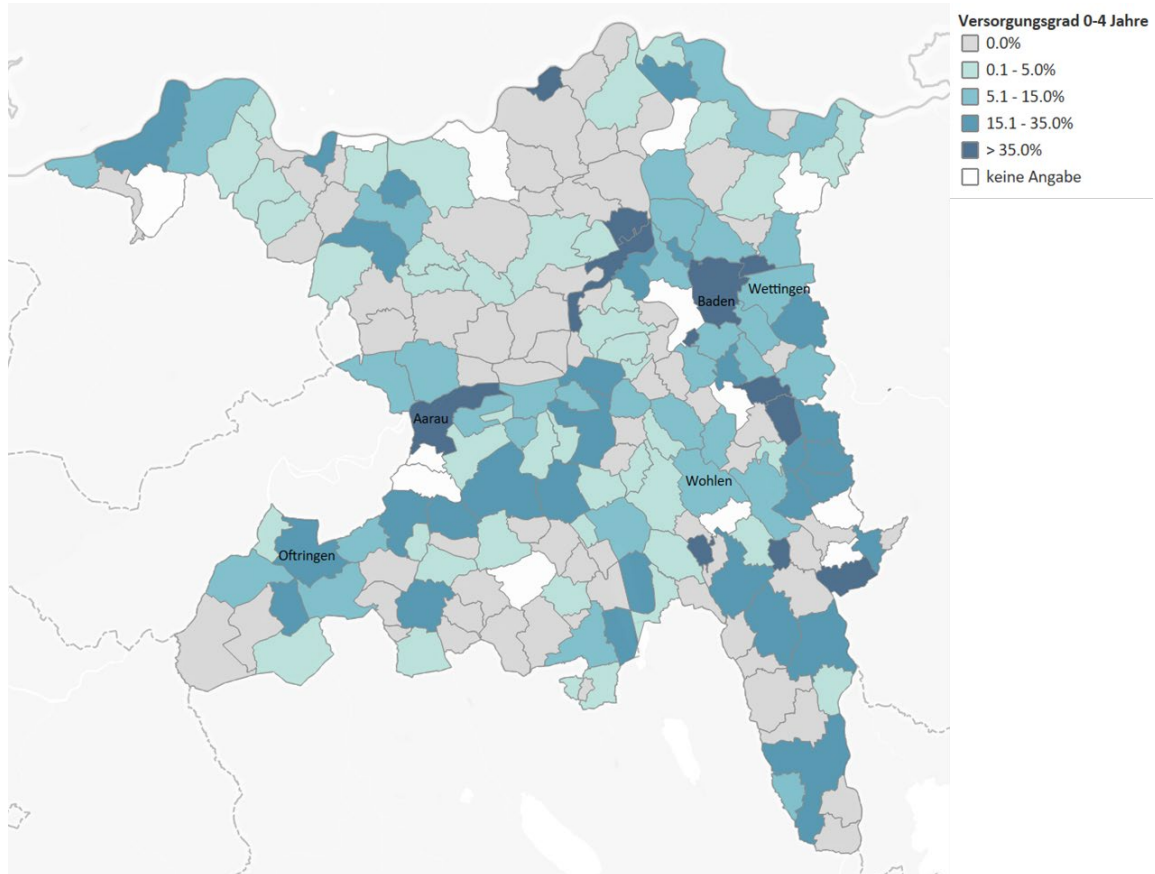 Versorgungsgrad 0-4 Jahre
0.0%
0.1 - 5.0%
5.1 - 15.0%
15.1 - 35.0%
> 35.0%
keine Angabe
Wettingen
Baden
Aarau
Wohlen
Oftringen